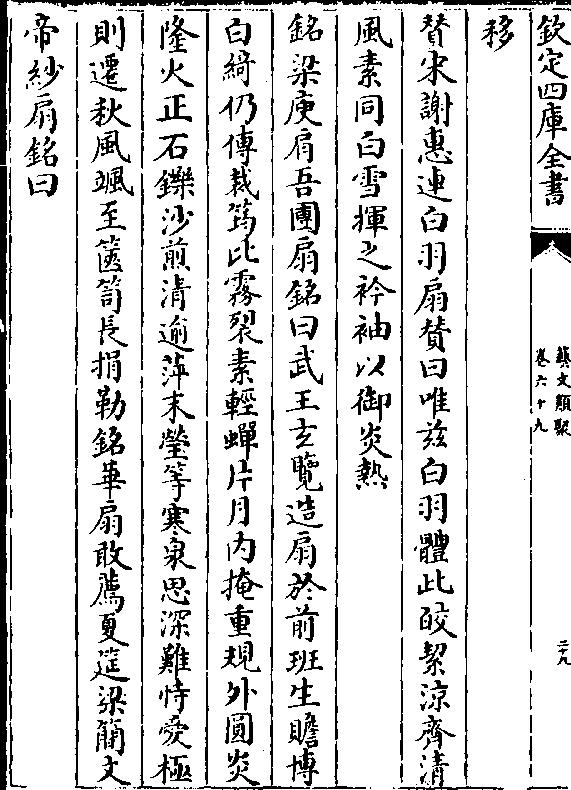 欽定四庫全書
藝文類聚
卷六十九
二十九
移
賛宋謝惠連白羽扇賛曰唯兹白羽體此皎絜涼齊清
風素同白雪揮之衿袖以御炎熱
銘梁庾肩吾團扇銘曰武王玄覽造扇於前班生贍博
白綺仍傳裁筠比霧裂素輕蟬片月内掩重規外圓炎
隆火正石鑠沙煎清逾萍末瑩等寒泉思深難恃愛極
則遷秋風颯至篋笥長捐勒銘華扇敢薦夏筵梁簡文
帝紗扇銘曰